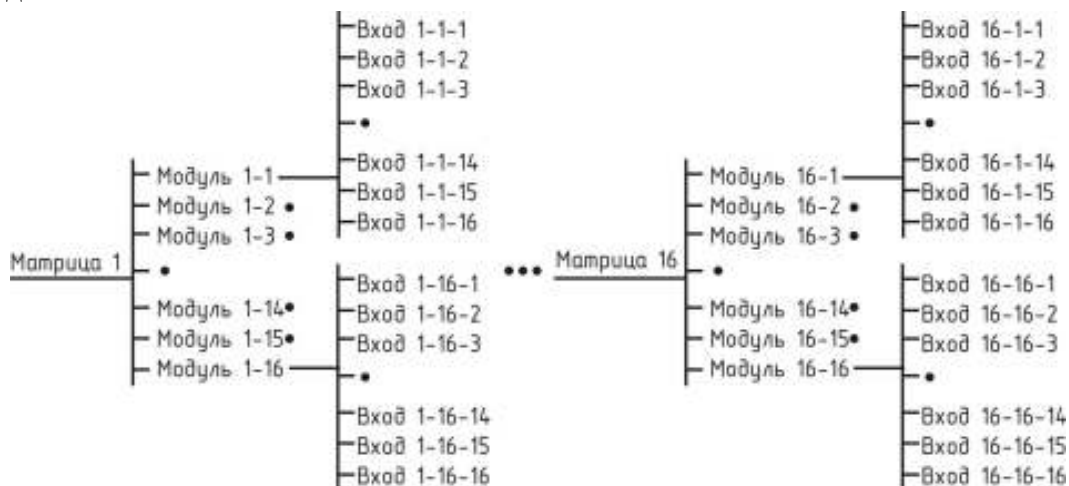 Вход 1-1-1
Вход 1-1-2
Вход 1-1-3
Вход 1-1-14
Вход 1-1-15
Вход 1-1-16
Модуль 1-1
Модуль 1-2
Модуль 1-3
Матрица 1
Модуль 1-14
Модуль 1-15
Модуль 1-16
Вход 1-16-1
Вход 1-16-2
Вход 1-16-3
Вход 1-16-14
Вход 1-16-15
Вход 1-16-16
Вход 16-1-1
Вход 16-1-2
Вход 16-1-3
Вход 16-1-14
Вход 16-1-15
Вход 16-1-16
Модуль 16-1
Модуль 16-2
Модуль 16-3
Матрица 16
Модуль 16-14
Модуль 16-15
Модуль 16-16
Вход 16-16-1
Вход 16-16-2
Вход 16-16-3
Вход 16-16-14
Вход 16-16-15
Вход 16-16-16